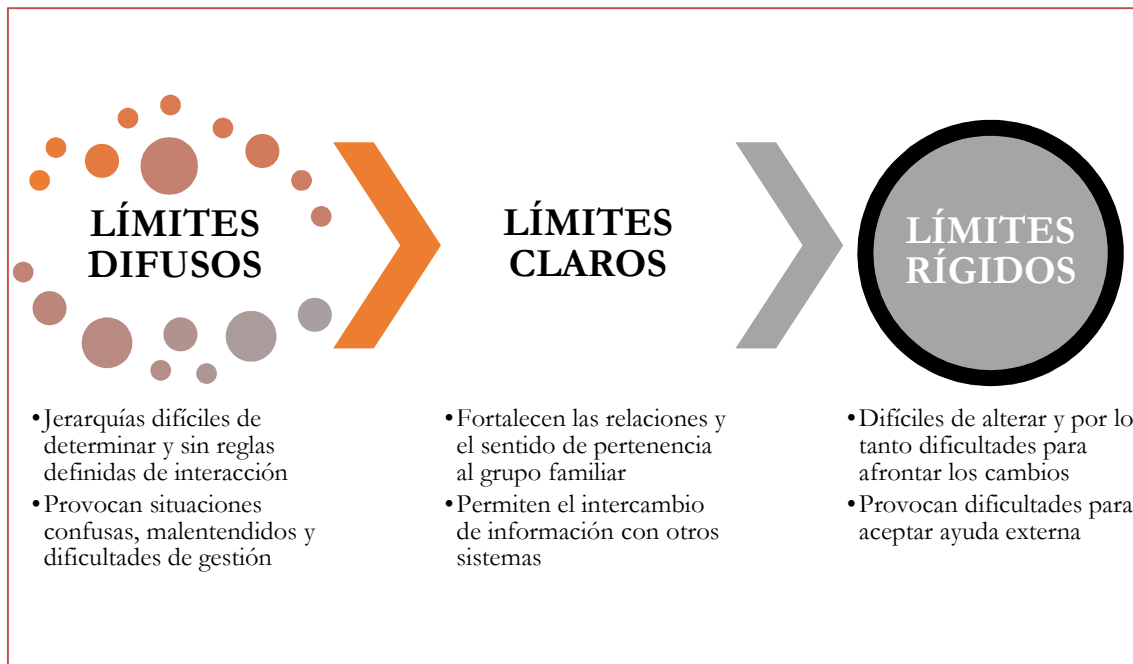 LÍMITES
DIFUSOS
•Jerarquías difíciles de
determinar y sin reglas
definidas de interacción
•Provocan situaciones
confusas, malentendidos y
dificultades de gestión
LÍMITES
CLAROS
•Fortalecen las relaciones y
el sentido de pertenencia
al grupo familiar
•Permiten el intercambio
de información con otros
sistemas
LÍMITES
RÍGIDOS
•Difíciles de alterar y por lo
tanto dificultades para
afrontar los cambios
•Provocan dificultades para
aceptar ayuda externa